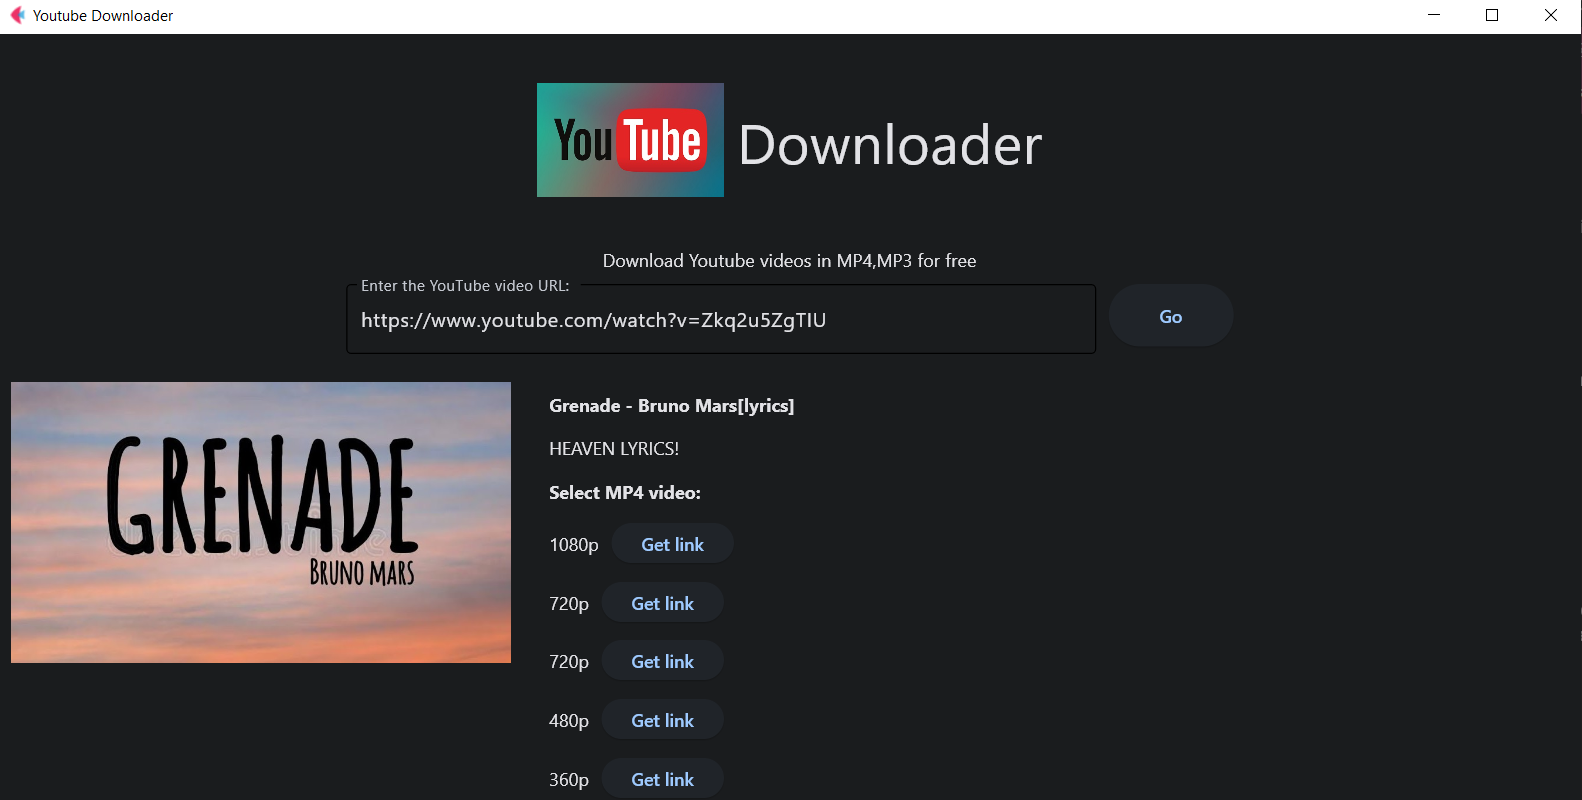 Youtube Downloader
YouTube Downloader
Download Youtube videos in MP4,MP3 for free
Enter the YouTube video URL:
https://www.youtube.com/watch?v=Zkq2u5ZgTIU
Go
GRENADE
BRUNO MARS
Grenade - Bruno Mars[lyrics]
HEAVEN LYRICS!
Select MP4 video:
1080p Get link
720p Get link
720p Get link
480p Get link
360p Get link